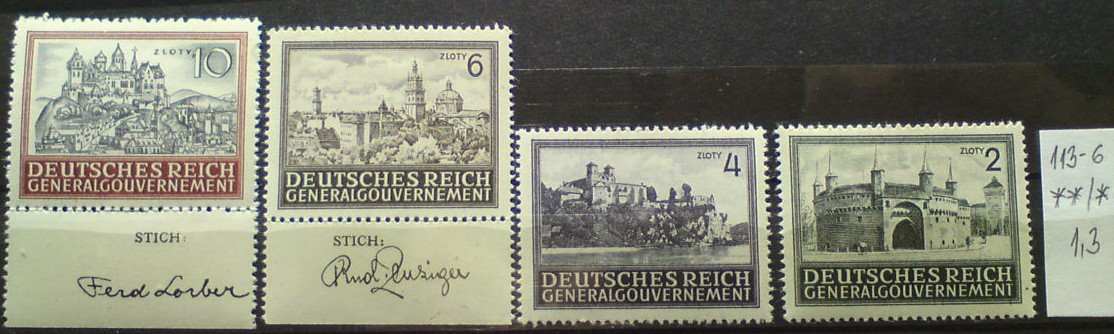 ZLOTY 10
DEUTSCHES REICH
GENERALGOUVERNEMENT
STICH:
Ferd Lorber
ZLOTY 6
DEUTSCHES REICH
GENERALGOUVERNEMENT
STICH:
Rud. Zenziger
ZLOTY 4
DEUTSCHES REICH
GENERALGOUVERNEMENT
ZLOTY 2
DEUTSCHES REICH
GENERALGOUVERNEMENT
113-6
**/*
1,3